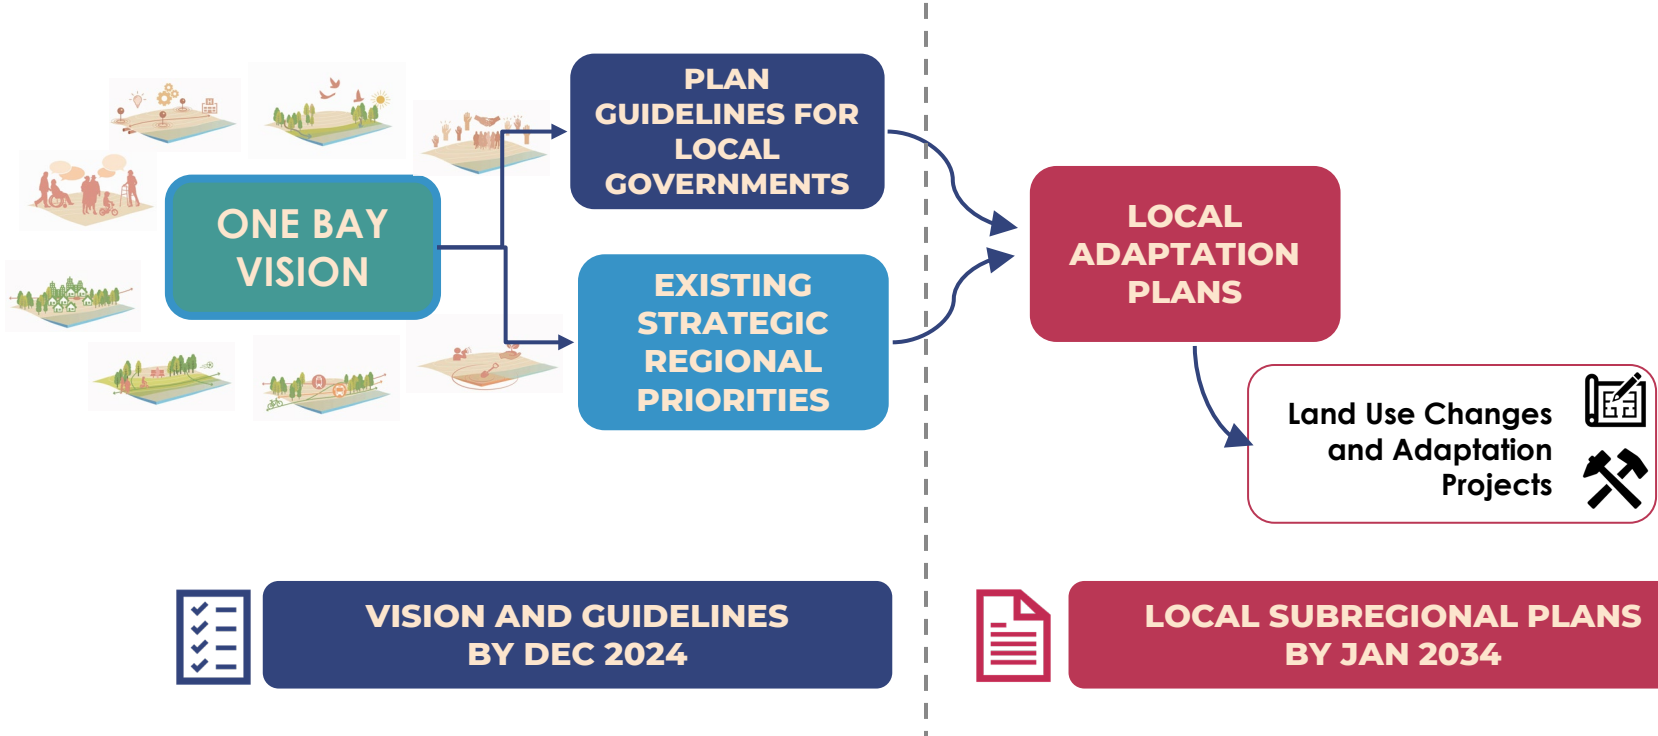 PLAN
GUIDELINES FOR
LOCAL
GOVERNMENTS
ONE BAY
VISION
EXISTING
STRATEGIC
REGIONAL
PRIORITIES
LOCAL
ADAPTATION
PLANS
Land Use Changes
and Adaptation
Projects
VISION AND GUIDELINES
BY DEC 2024
LOCAL SUBREGIONAL PLANS
BY JAN 2034